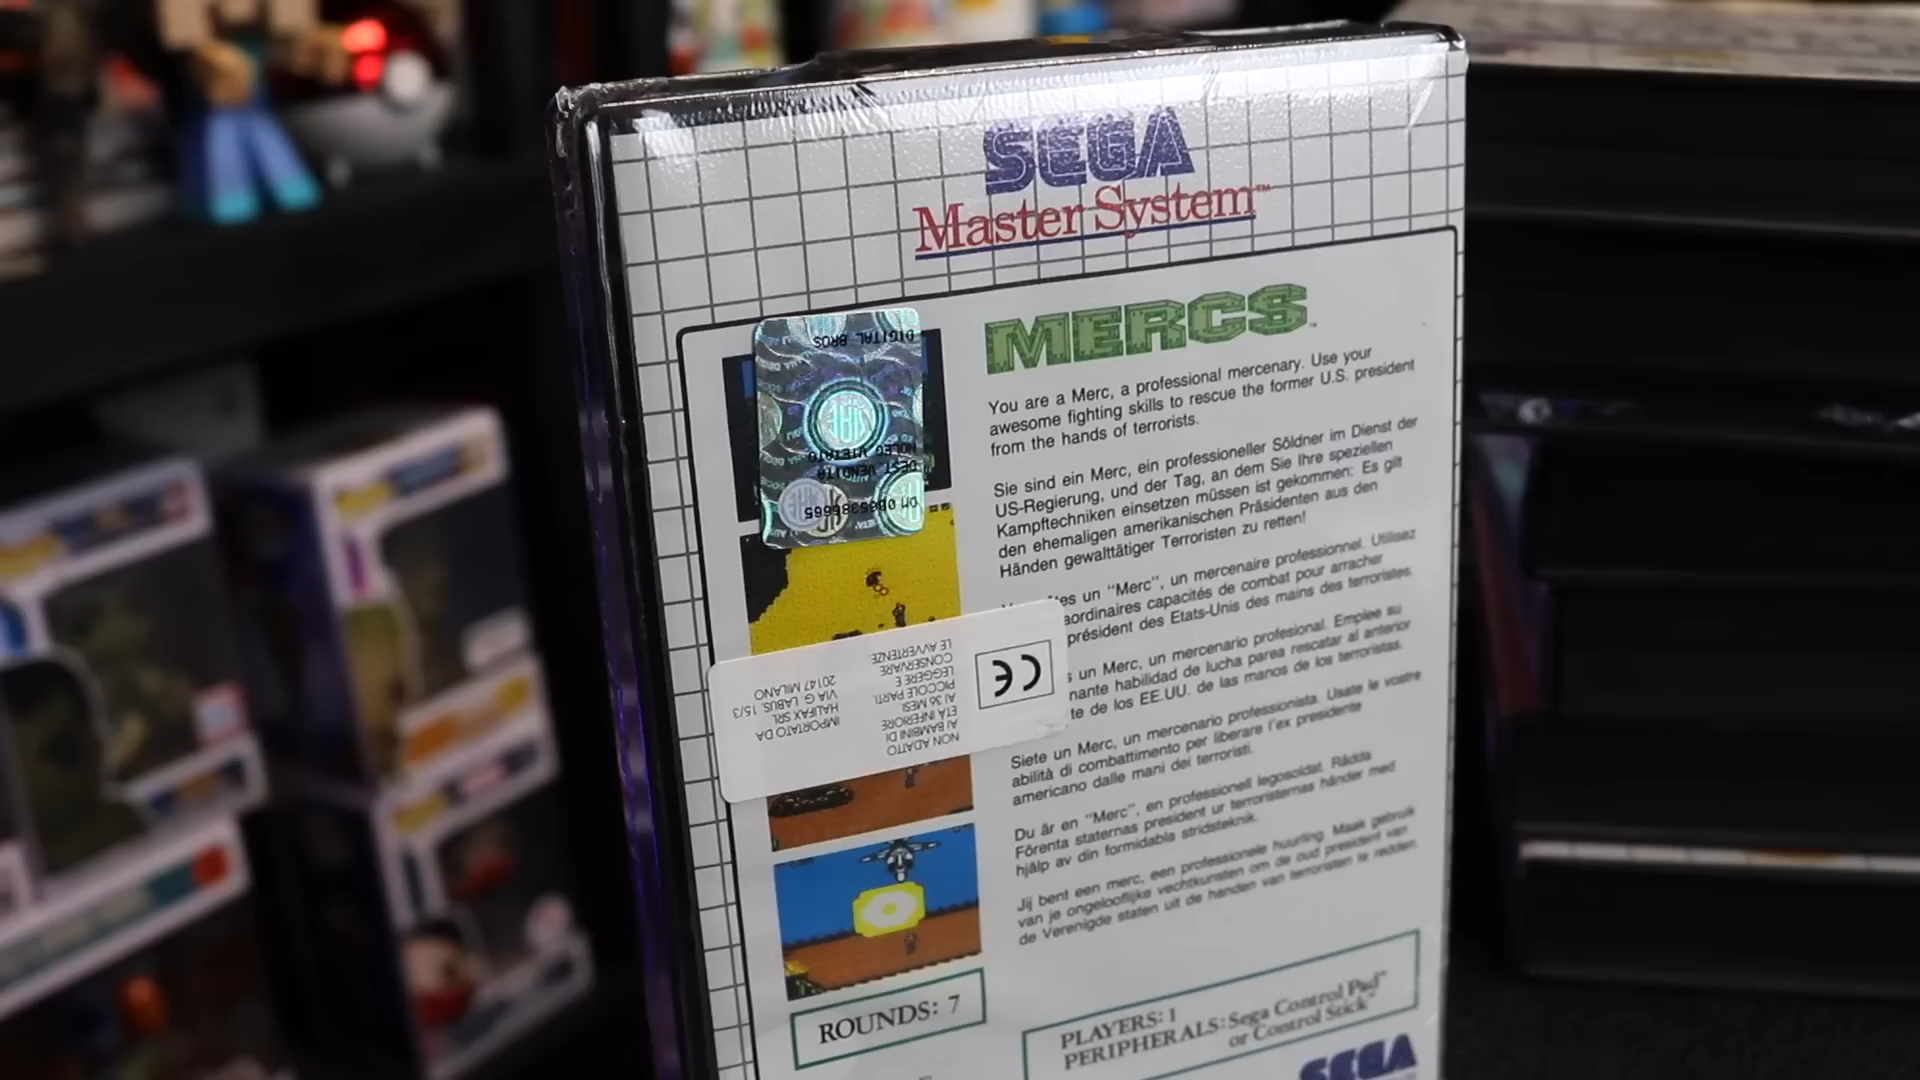 SEGA
Master System™
MERCS
You are a Merc, a professional mercenary. Use your
awesome fighting skills to rescue the former U.S. president
from the hands of terrorists.
Sie sind ein Merc, ein professioneller Söldner im Dienst der
US-Regierung, und der Tag, an dem Sie Ihre speziellen
Kampftechniken einsetzen müssen ist gekommen: Es gilt
den ehemaligen amerikanischen Präsidenten aus den
Händen gewalttätiger Terroristen zu retten!
un "Merc", un mercenaire professionnel. Utilisez
capacités de combat pour arracher
président des Etats-Unis des mains des terroristes.
un Merc, un mercenario profesional. Emplee su
habilidad de lucha parea rescatar al anterior
te de los EE.UU. de las manos de los terroristas.
Siete un Merc, un mercenario professionista. Usate le vostre
abilità di combattimento per liberare l'ex presidente
americano dalle mani dei terroristi.
Du är en "Merc", en professionell legosoldat. Rädda
Förenta staternas president ur terroristernas händer med
hjälp av din formidabla stridsteknik.
Jij bent een merc, een professionele huurling. Maak gebruik
van je ongelooflijke vechtkunsten om de oud president van
de Verenigde staten uit de handen van terroristen te redden.
DIGITAL BROS
SIAE
NOLEG.VIETATO
DEST.VENDITA
CE
NON ADATTO
AI BAMBINI DI
ETÀ INFERIORE
AI 36 MESI
PICCOLE PARTI.
LEGGERE E
CONSERVARE
LE AVVERTENZE.
IMPORTATO DA
HALIFAX SRL
VIA G. LABUS, 15/3
20147 MILANO
ROUNDS: 7
PLAYERS: 1
PERIPHERALS: Sega Control Pad™
or Control Stick™
SEGA